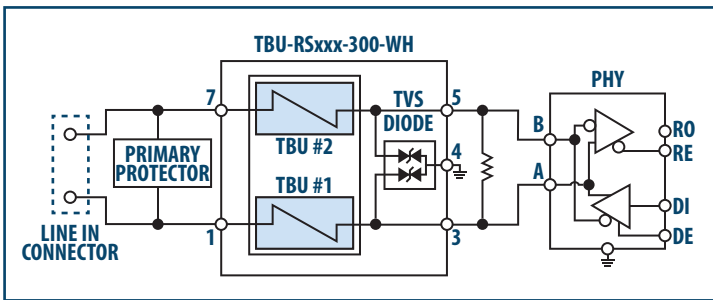 TBU-RSxxx-300-WH
PHY
7
5
TVS
DIODE
TBU #2
4
B
RO
RE
PRIMARY
PROTECTOR
TBU #1
A
DI
DE
1
3
LINE IN
CONNECTOR